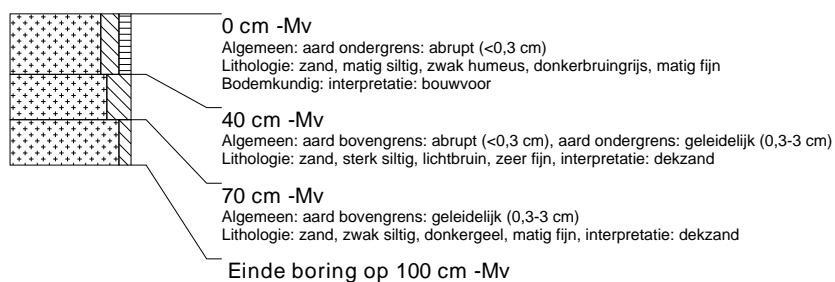 0 cm -Mv
Algemeen: aard ondergrens: abrupt (<0,3 cm)
Lithologie: zand, matig siltig, zwak humeus, donkerbruingrijs, matig fijn
Bodemkundig: interpretatie: bouwvoor
40 cm -Mv
Algemeen: aard bovengrens: abrupt (<0,3 cm), aard ondergrens: geleidelijk (0,3-3 cm)
Lithologie: zand, sterk siltig, lichtbruin, zeer fijn, interpretatie: dekzand
70 cm -Mv
Algemeen: aard bovengrens: geleidelijk (0,3-3 cm)
Lithologie: zand, zwak siltig, donkergeel, matig fijn, interpretatie: dekzand
Einde boring op 100 cm -Mv